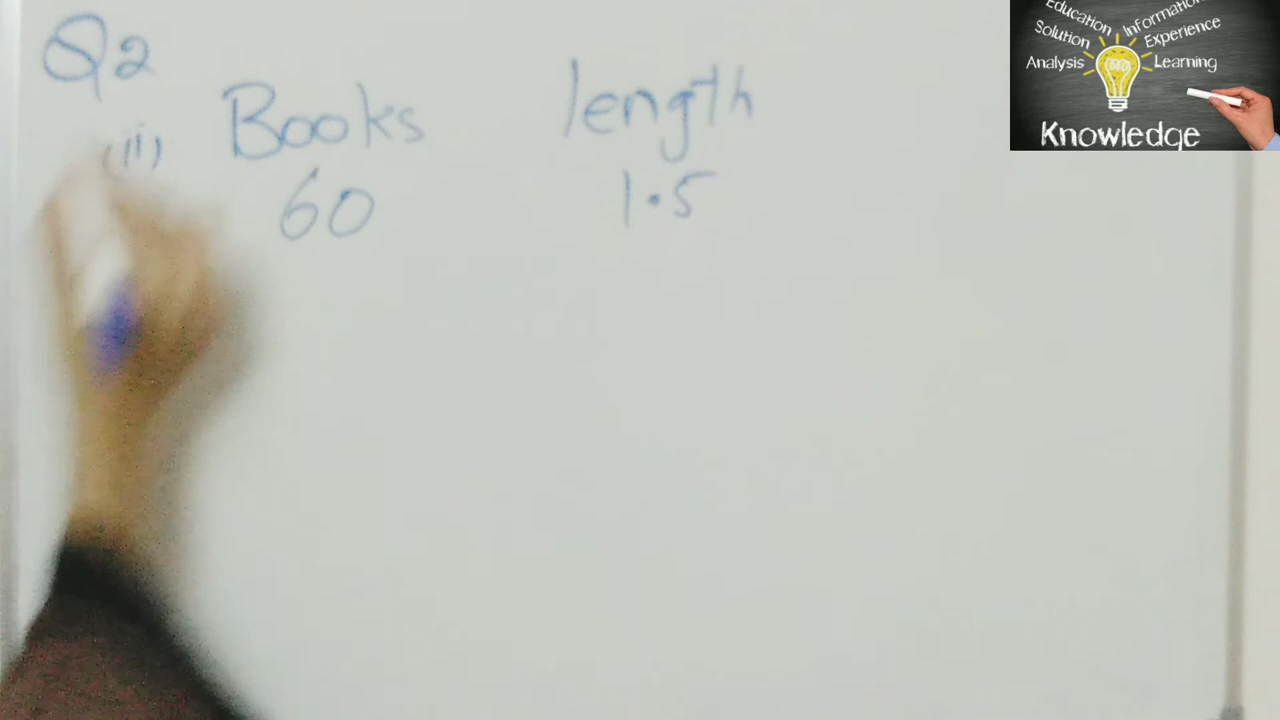 Q2
(ii) Books length
60 1.5
Education Information
Solution Experience
Analysis Learning
Knowledge